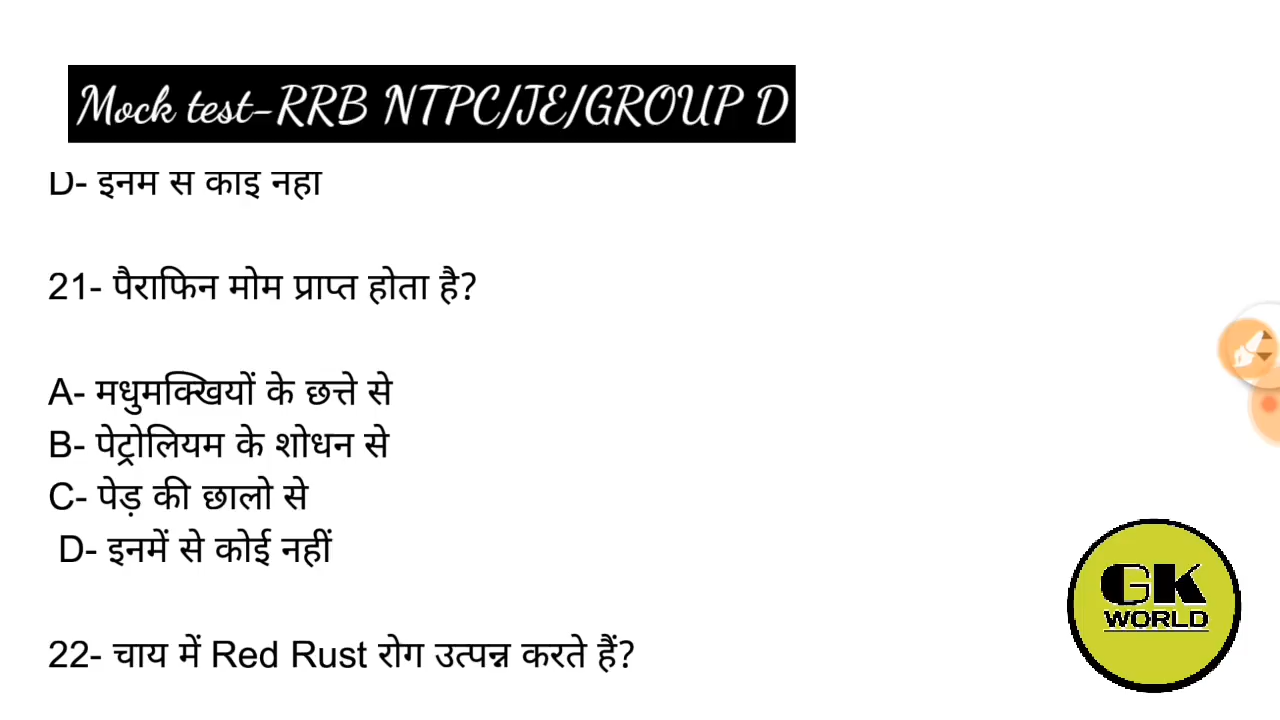 Mock test-RRB NTPC/JE/GROUP D
D- इनमें से कोई नहीं
21- पैराफिन मोम प्राप्त होता है?
A- मधुमक्खियों के छत्ते से
B- पेट्रोलियम के शोधन से
C- पेड़ की छालो से
D- इनमें से कोई नहीं
22- चाय में Red Rust रोग उत्पन्न करते हैं?
GK
WORLD